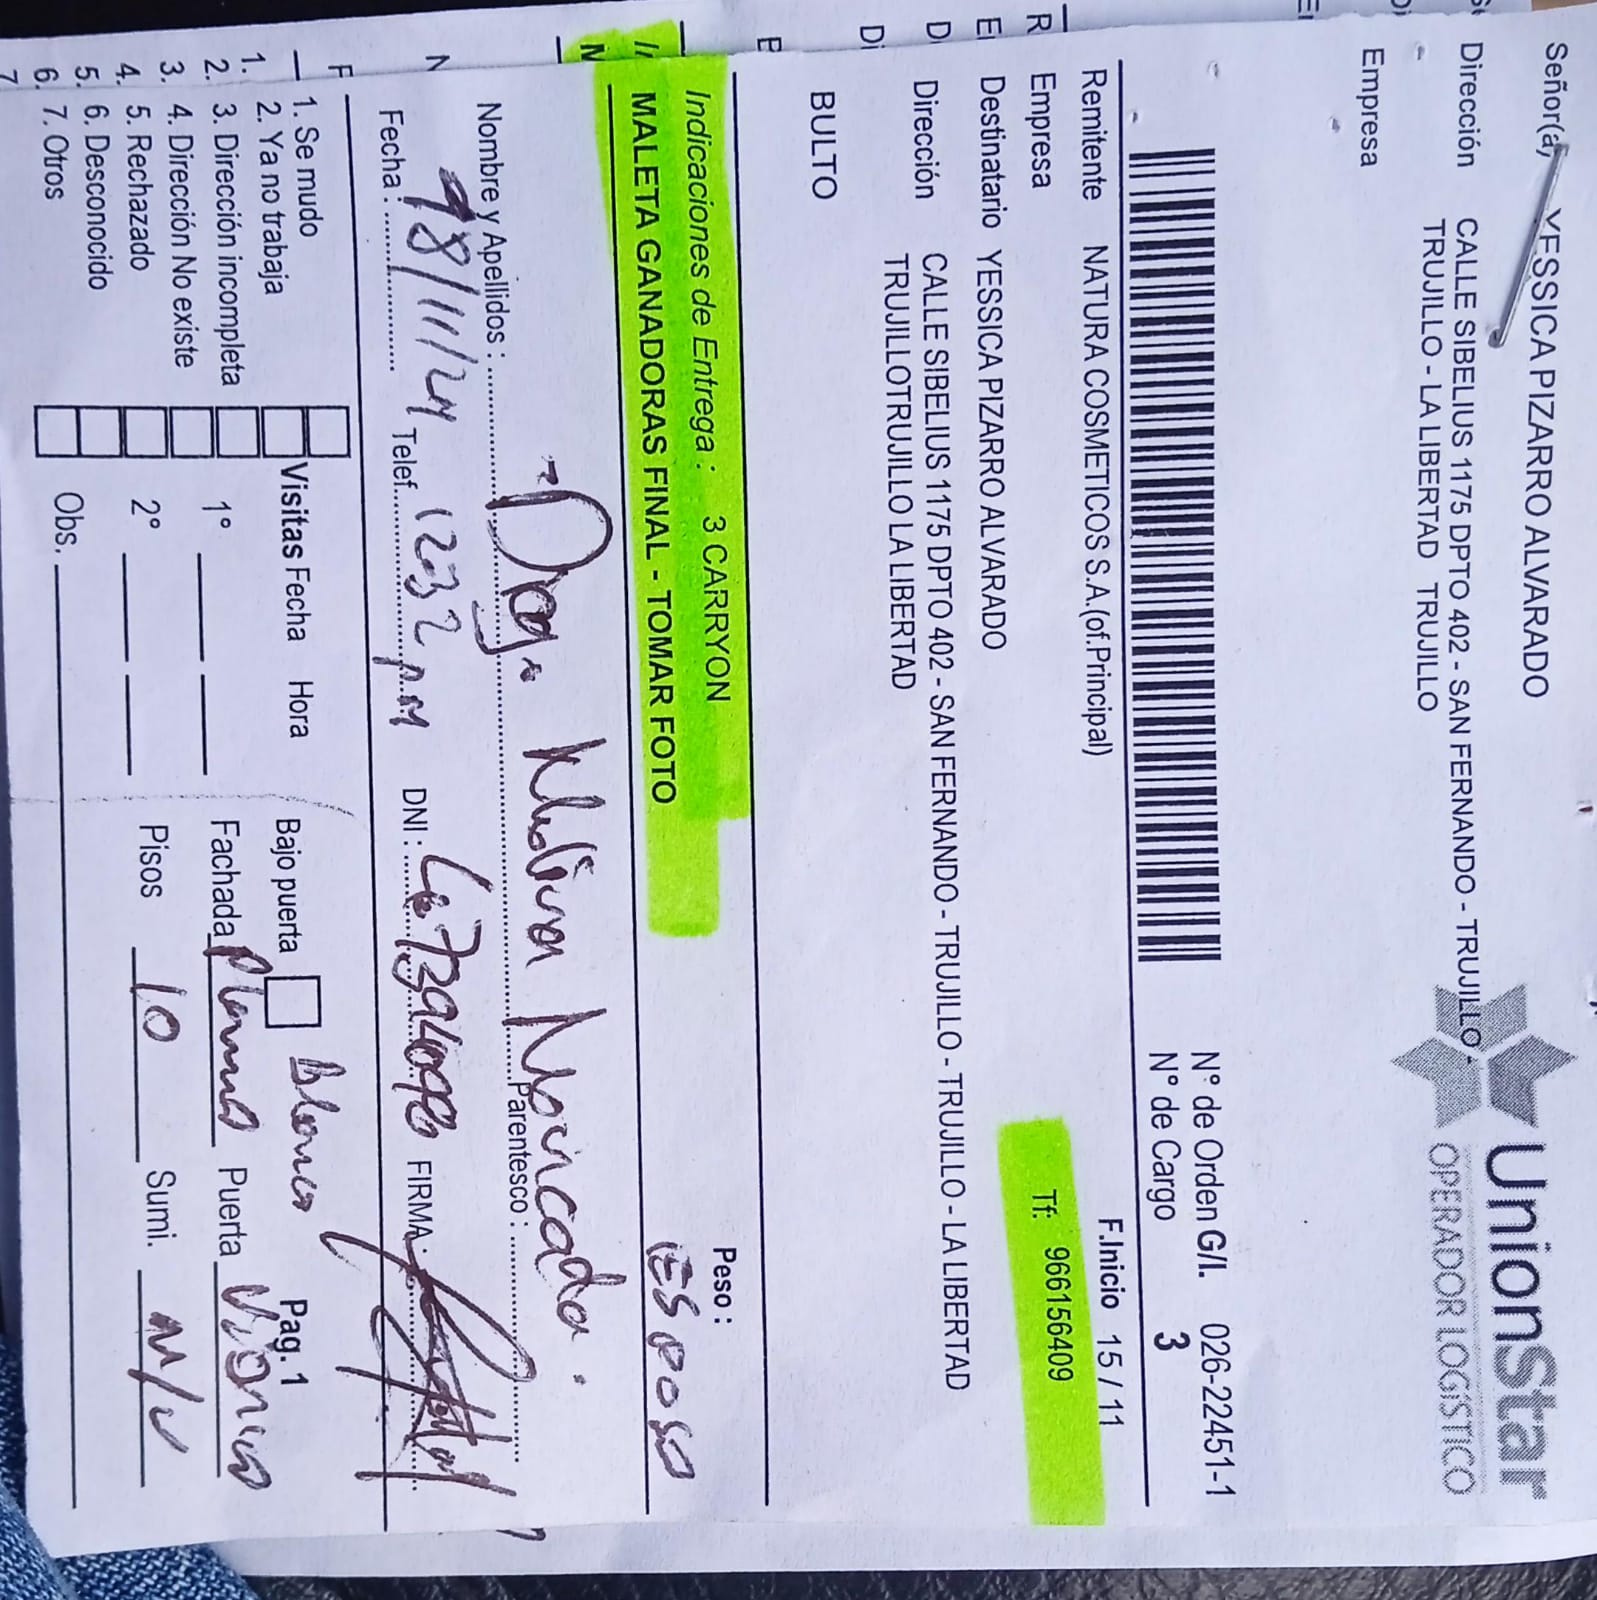 Señor(a) YESSICA PIZARRO ALVARADO
Dirección CALLE SIBELIUS 1175 DPTO 402 - SAN FERNANDO - TRUJILLO -
TRUJILLO - LA LIBERTAD TRUJILLO
Empresa
UnionStar
OPERADOR LOGÍSTICO
N° de Orden G/I. 026-22451-1
N° de Cargo 3
Remitente NATURA COSMETICOS S.A.(of.Principal) F.Inicio 15 / 11
Empresa Tf: 966156409
Destinatario YESSICA PIZARRO ALVARADO
Dirección CALLE SIBELIUS 1175 DPTO 402 - SAN FERNANDO - TRUJILLO - TRUJILLO - LA LIBERTAD
TRUJILLOTRUJILLO LA LIBERTAD
BULTO
Indicaciones de Entrega : 3 CARRYON Peso :
MALETA GANADORAS FINAL - TOMAR FOTO
esposo
Nombre y Apellidos : Moncada Parentesco :
Fecha : 18/11/24 Telef. 12:32 p.m DNI : FIRMA:
1. Se mudo
2. Ya no trabaja
3. Dirección incompleta
4. Dirección No existe
5. Rechazado
6. Desconocido
7. Otros
Visitas Fecha Hora
1°
2°
Obs.
Bajo puerta Blanco Pag. 1
Fachada Puerta
Pisos 10 Sumi. N/V